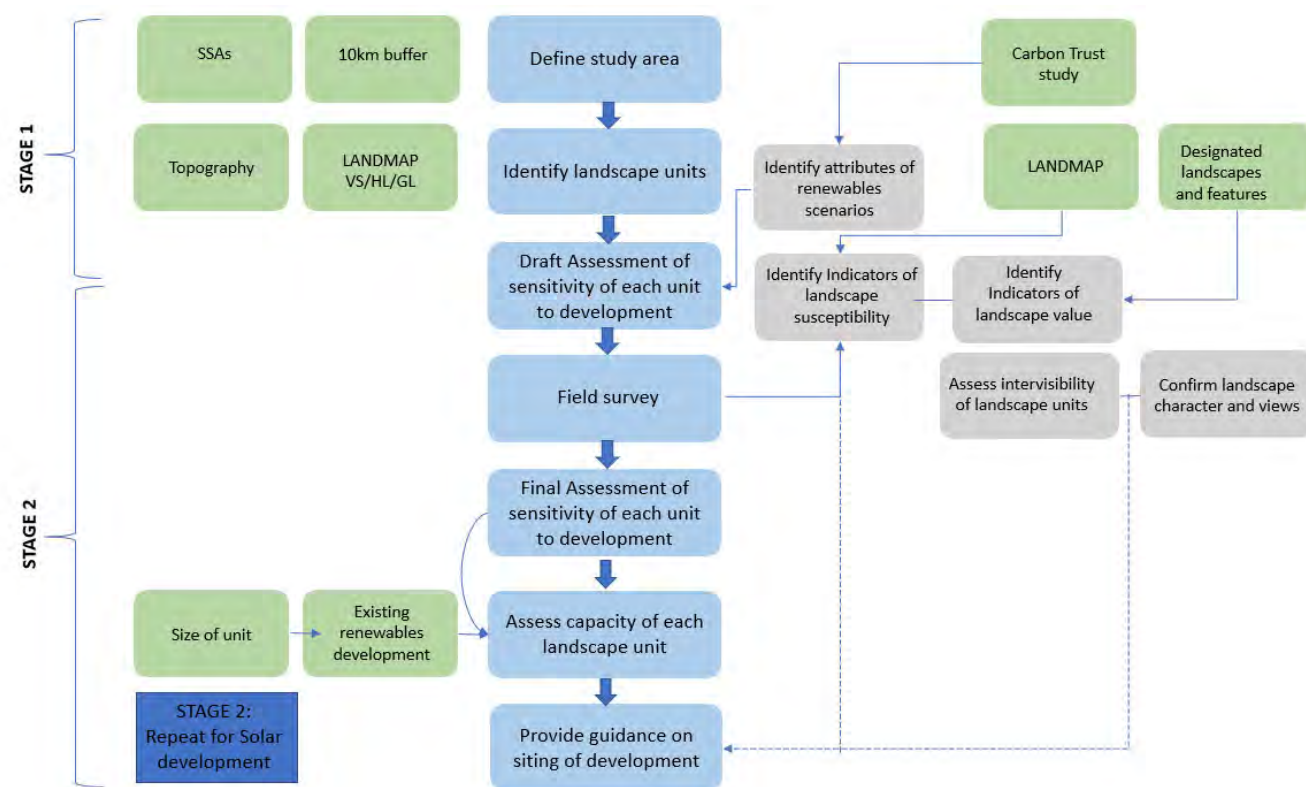 SSAs
10km buffer
Define study area
Carbon Trust
study
STAGE 1
Topography
LANDMAP
VS/HL/GL
Identify landscape units
Identify attributes of
renewables
scenarios
LANDMAP
Designated
landscapes
and features
Draft Assessment of
sensitivity of each unit
to development
Identify Indicators of
landscape
susceptibility
Identify
Indicators of
landscape value
Field survey
Assess intervisibility
of landscape units
Confirm landscape
character and views
STAGE 2
Final Assessment of
sensitivity of each unit
to development
Size of unit
Existing
renewables
development
Assess capacity of each
landscape unit
STAGE 2:
Repeat for Solar
development
Provide guidance on
siting of development